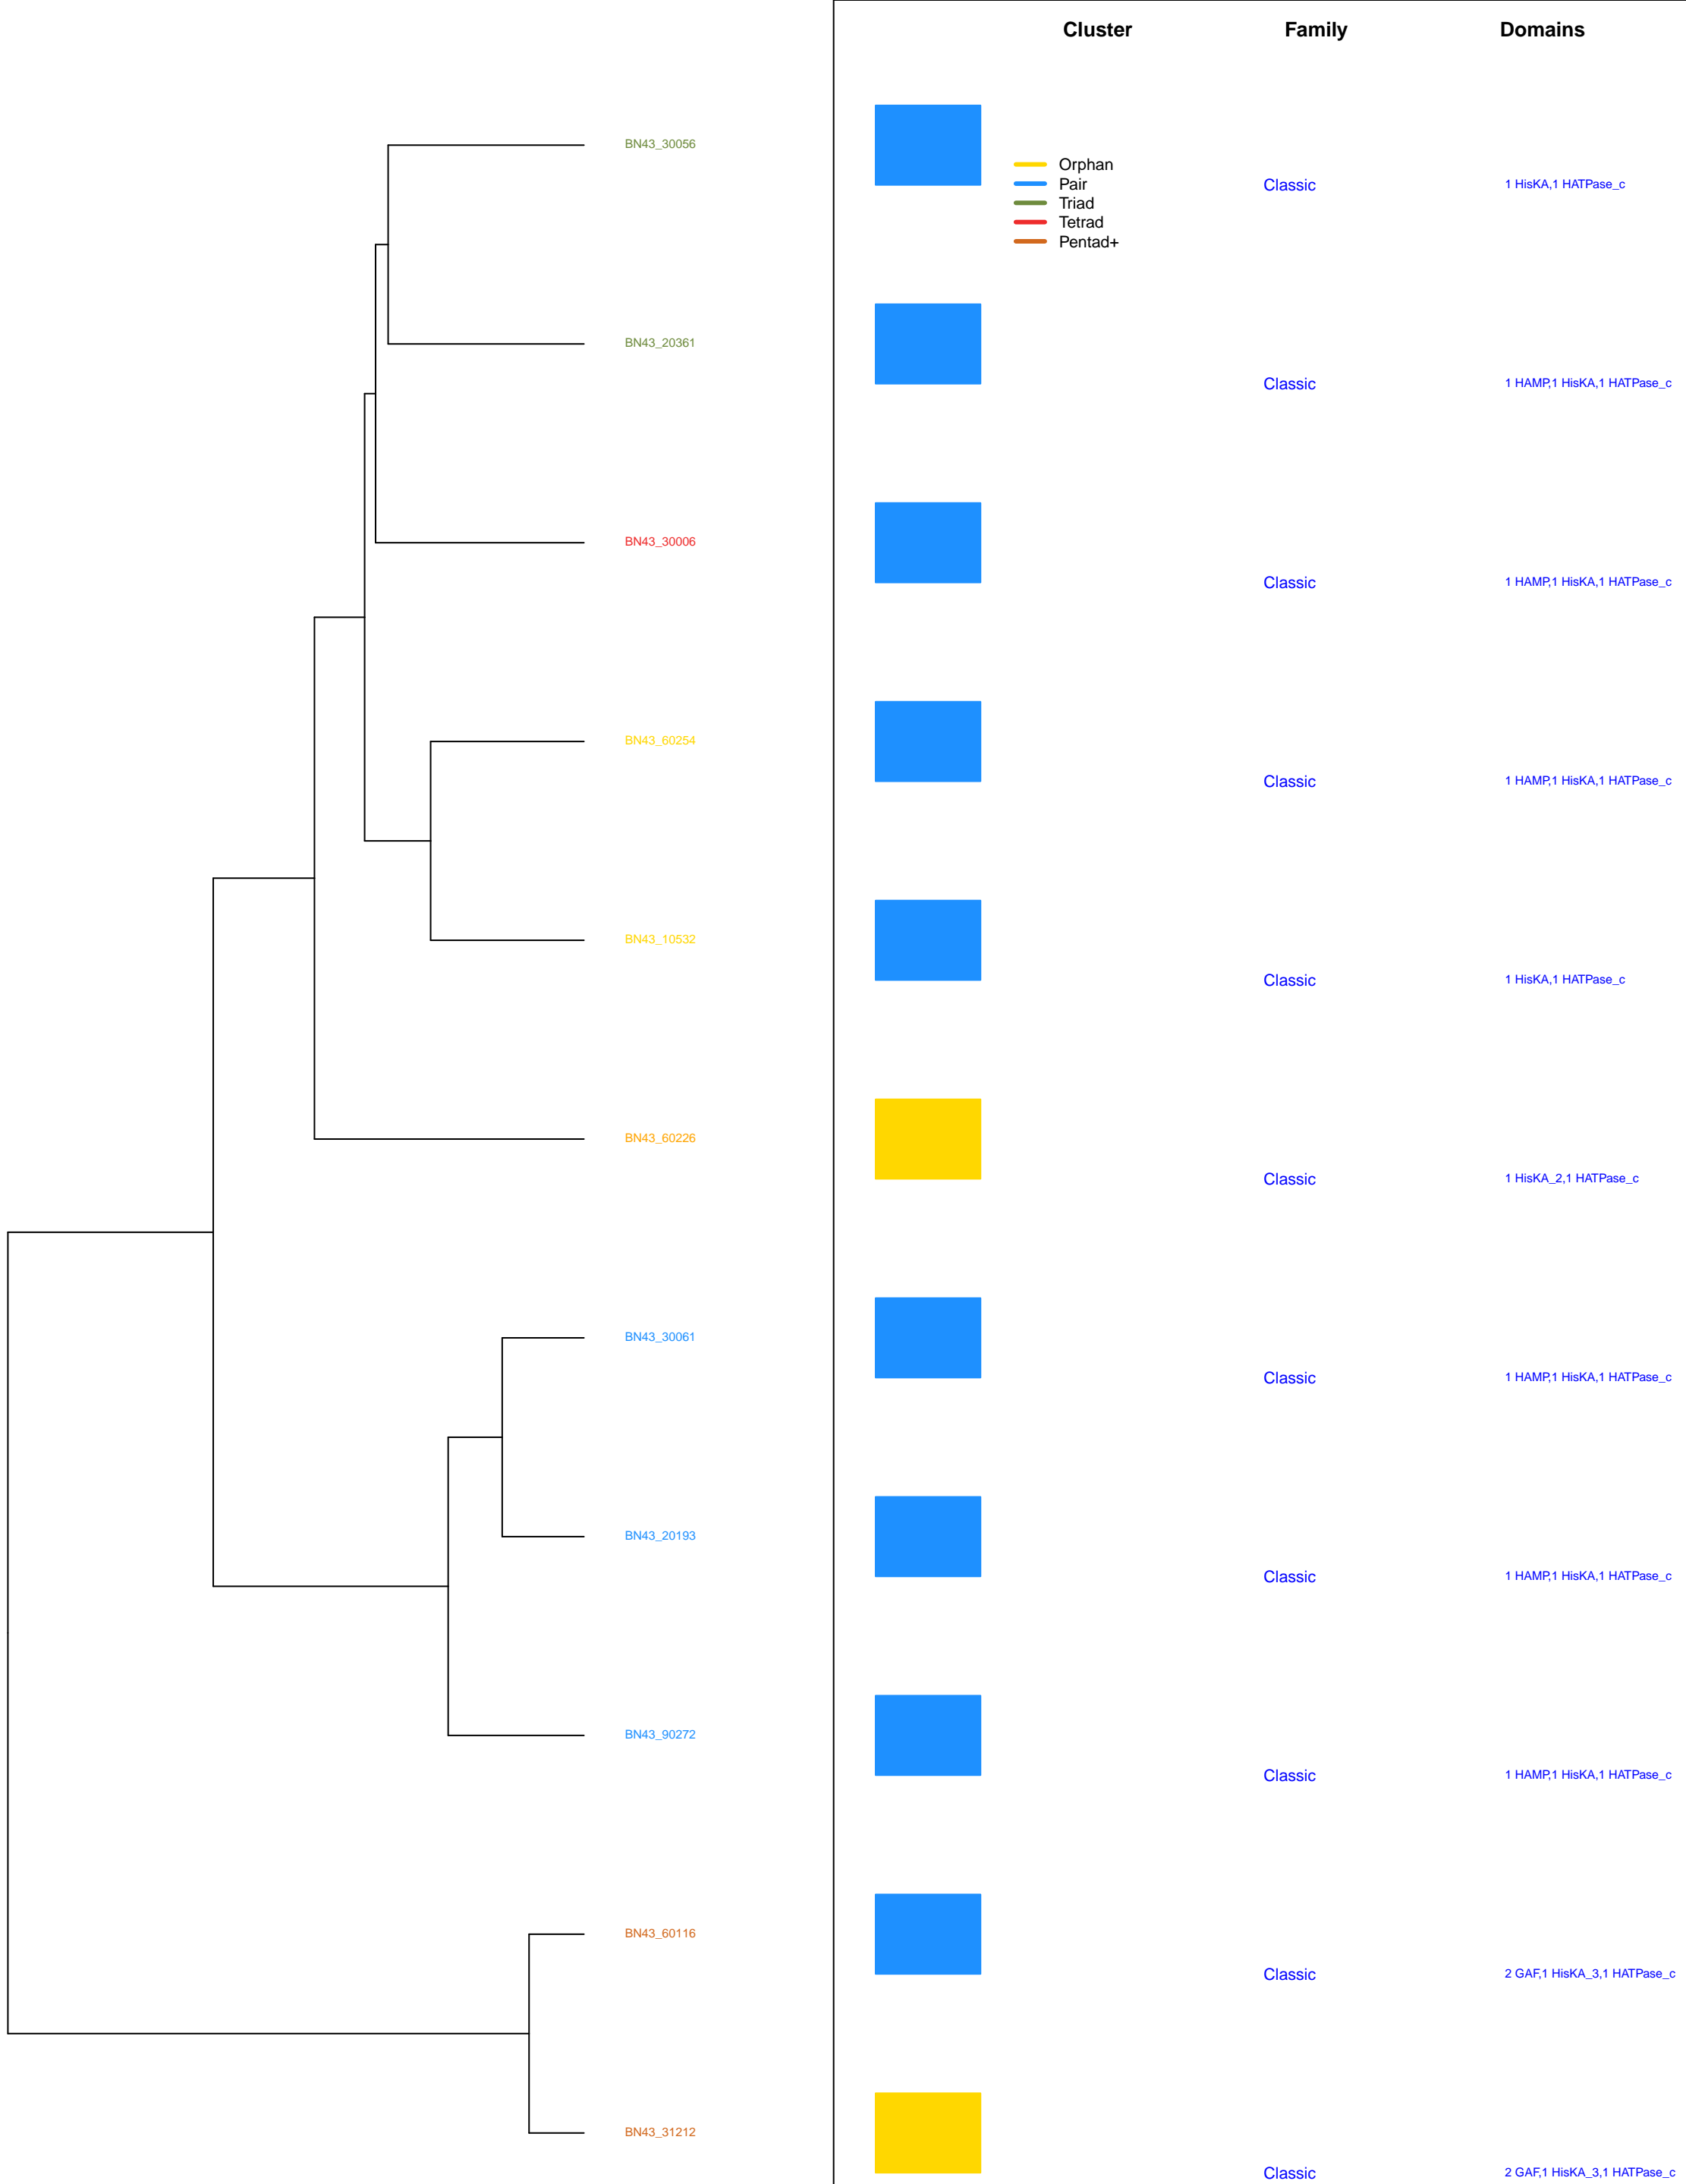 Cluster Family Domains
BN43_30056
Orphan
Pair
Triad
Tetrad
Pentad+
Classic 1 HisKA,1 HATPase_c
BN43_20361
Classic 1 HAMP,1 HisKA,1 HATPase_c
BN43_30006
Classic 1 HAMP,1 HisKA,1 HATPase_c
BN43_60254
Classic 1 HAMP,1 HisKA,1 HATPase_c
BN43_10532
Classic 1 HisKA,1 HATPase_c
BN43_60226
Classic 1 HisKA_2,1 HATPase_c
BN43_30061
Classic 1 HAMP,1 HisKA,1 HATPase_c
BN43_20193
Classic 1 HAMP,1 HisKA,1 HATPase_c
BN43_90272
Classic 1 HAMP,1 HisKA,1 HATPase_c
BN43_60116
Classic 2 GAF,1 HisKA_3,1 HATPase_c
BN43_31212
Classic 2 GAF,1 HisKA_3,1 HATPase_c